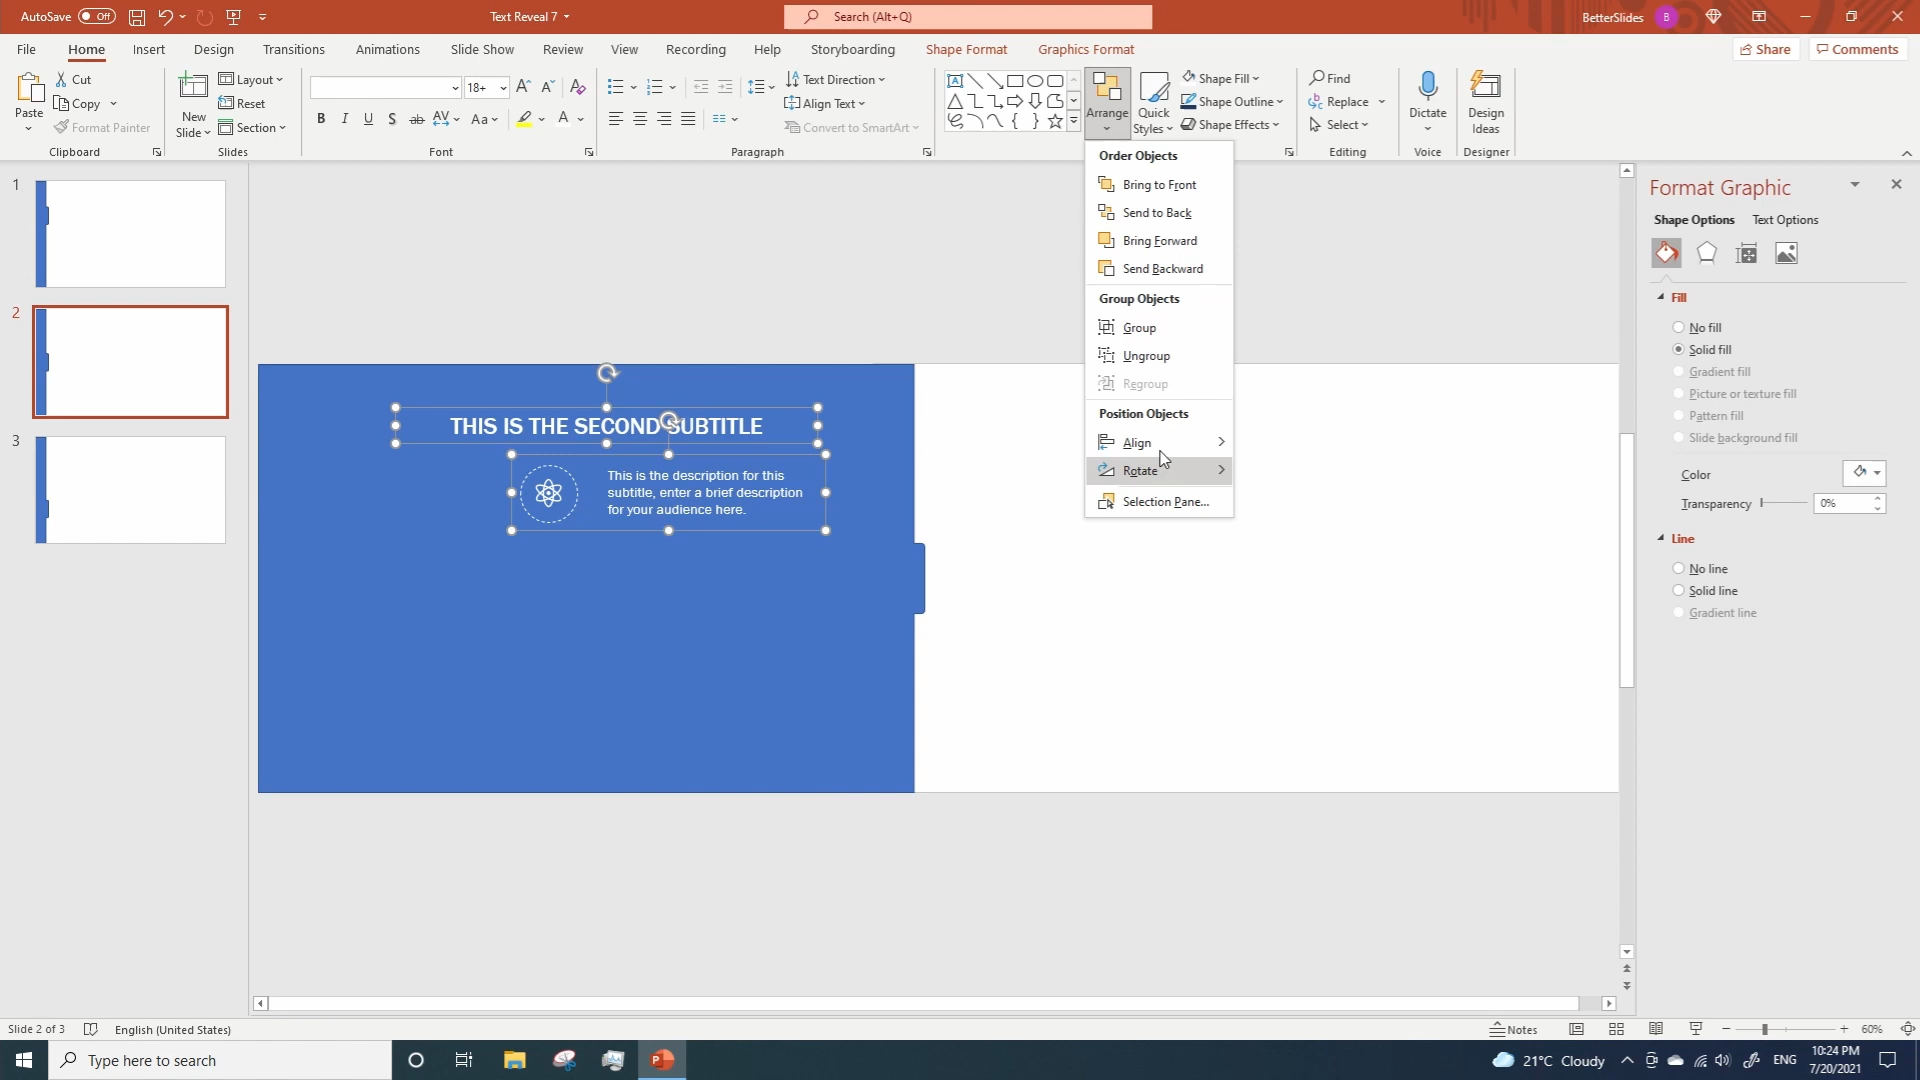 AutoSave Off
Text Reveal 7
Search (Alt+Q)
BetterSlides B
File Home Insert Design Transitions Animations Slide Show Review View Recording Help Storyboarding Shape Format Graphics Format Share Comments
Paste
Cut
Copy
Format Painter
Clipboard
New Slide
Layout
Reset
Section
Slides
18+
Aa
Font
Text Direction
Align Text
Convert to SmartArt
Paragraph
Arrange
Quick Styles
Shape Fill
Shape Outline
Shape Effects
Find
Replace
Select
Editing
Dictate
Voice
Design Ideas
Designer
Order Objects
Bring to Front
Send to Back
Bring Forward
Send Backward
Group Objects
Group
Ungroup
Regroup
Position Objects
Align
Rotate
Selection Pane...
1
2
3
THIS IS THE SECOND SUBTITLE
This is the description for this
subtitle, enter a brief description
for your audience here.
Format Graphic
Shape Options Text Options
Fill
No fill
Solid fill
Gradient fill
Picture or texture fill
Pattern fill
Slide background fill
Color
Transparency 0%
Line
No line
Solid line
Gradient line
Slide 2 of 3 English (United States) Notes 60%
Type here to search
21°C Cloudy ENG
10:24 PM
7/20/2021